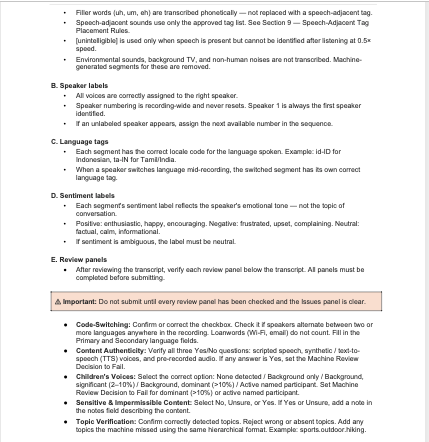 • Filler words (uh, um, eh) are transcribed phonetically — not replaced with a speech-adjacent tag.
• Speech-adjacent sounds use only the approved tag list. See Section 9 — Speech-Adjacent Tag
Placement Rules.
• [unintelligible] is used only when speech is present but cannot be identified after listening at 0.5×
speed.
• Environmental sounds, background TV, and non-human noises are not transcribed. Machine-
generated segments for these are removed.
B. Speaker labels
• All voices are correctly assigned to the right speaker.
• Speaker numbering is recording-wide and never resets. Speaker 1 is always the first speaker
identified.
• If an unlabeled speaker appears, assign the next available number in the sequence.
C. Language tags
• Each segment has the correct locale code for the language spoken. Example: id-ID for
Indonesian, ta-IN for Tamil/India.
• When a speaker switches language mid-recording, the switched segment has its own correct
language tag.
D. Sentiment labels
• Each segment's sentiment label reflects the speaker's emotional tone — not the topic of
conversation.
• Positive: enthusiastic, happy, encouraging. Negative: frustrated, upset, complaining. Neutral:
factual, calm, informational.
• If sentiment is ambiguous, the label must be neutral.
E. Review panels
● After reviewing the transcript, verify each review panel below the transcript. All panels must be
completed before submitting.
⚠ Important: Do not submit until every review panel has been checked and the Issues panel is clear.
● Code-Switching: Confirm or correct the checkbox. Check it if speakers alternate between two or
more languages anywhere in the recording. Loanwords (Wi-Fi, email) do not count. Fill in the
Primary and Secondary language fields.
● Content Authenticity: Verify all three Yes/No questions: scripted speech, synthetic / text-to-
speech (TTS) voices, and pre-recorded audio. If any answer is Yes, set the Machine Review
Decision to Fail.
● Children's Voices: Select the correct option: None detected / Background only / Background,
significant (2–10%) / Background, dominant (>10%) / Active named participant. Set Machine
Review Decision to Fail for dominant (>10%) or active named participant.
● Sensitive & Impermissible Content: Select No, Unsure, or Yes. If Yes or Unsure, add a note in
the notes field describing the content.
● Topic Verification: Confirm correctly detected topics. Reject wrong or absent topics. Add any
topics the machine missed using the same hierarchical format. Example: sports.outdoor.hiking.